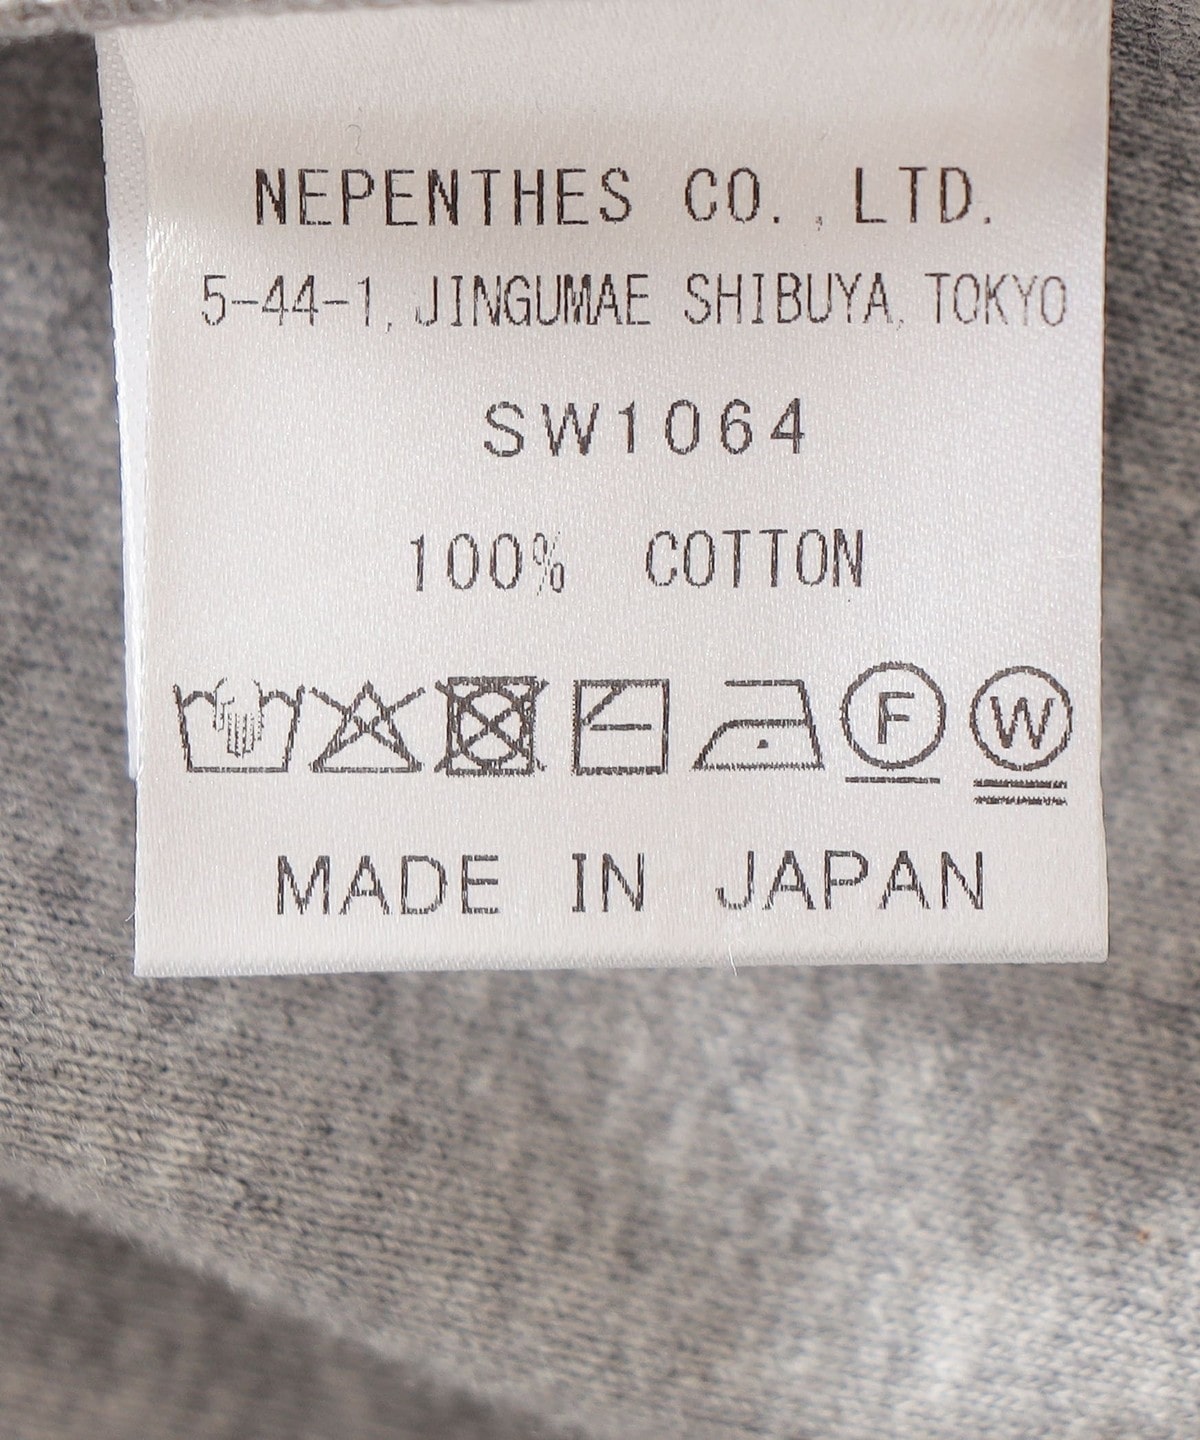 NEPENTHES CO., LTD.
5-44-1, JINGUMAE SHIBUYA, TOKYO
SW1064
100% COTTON
F W
MADE IN JAPAN